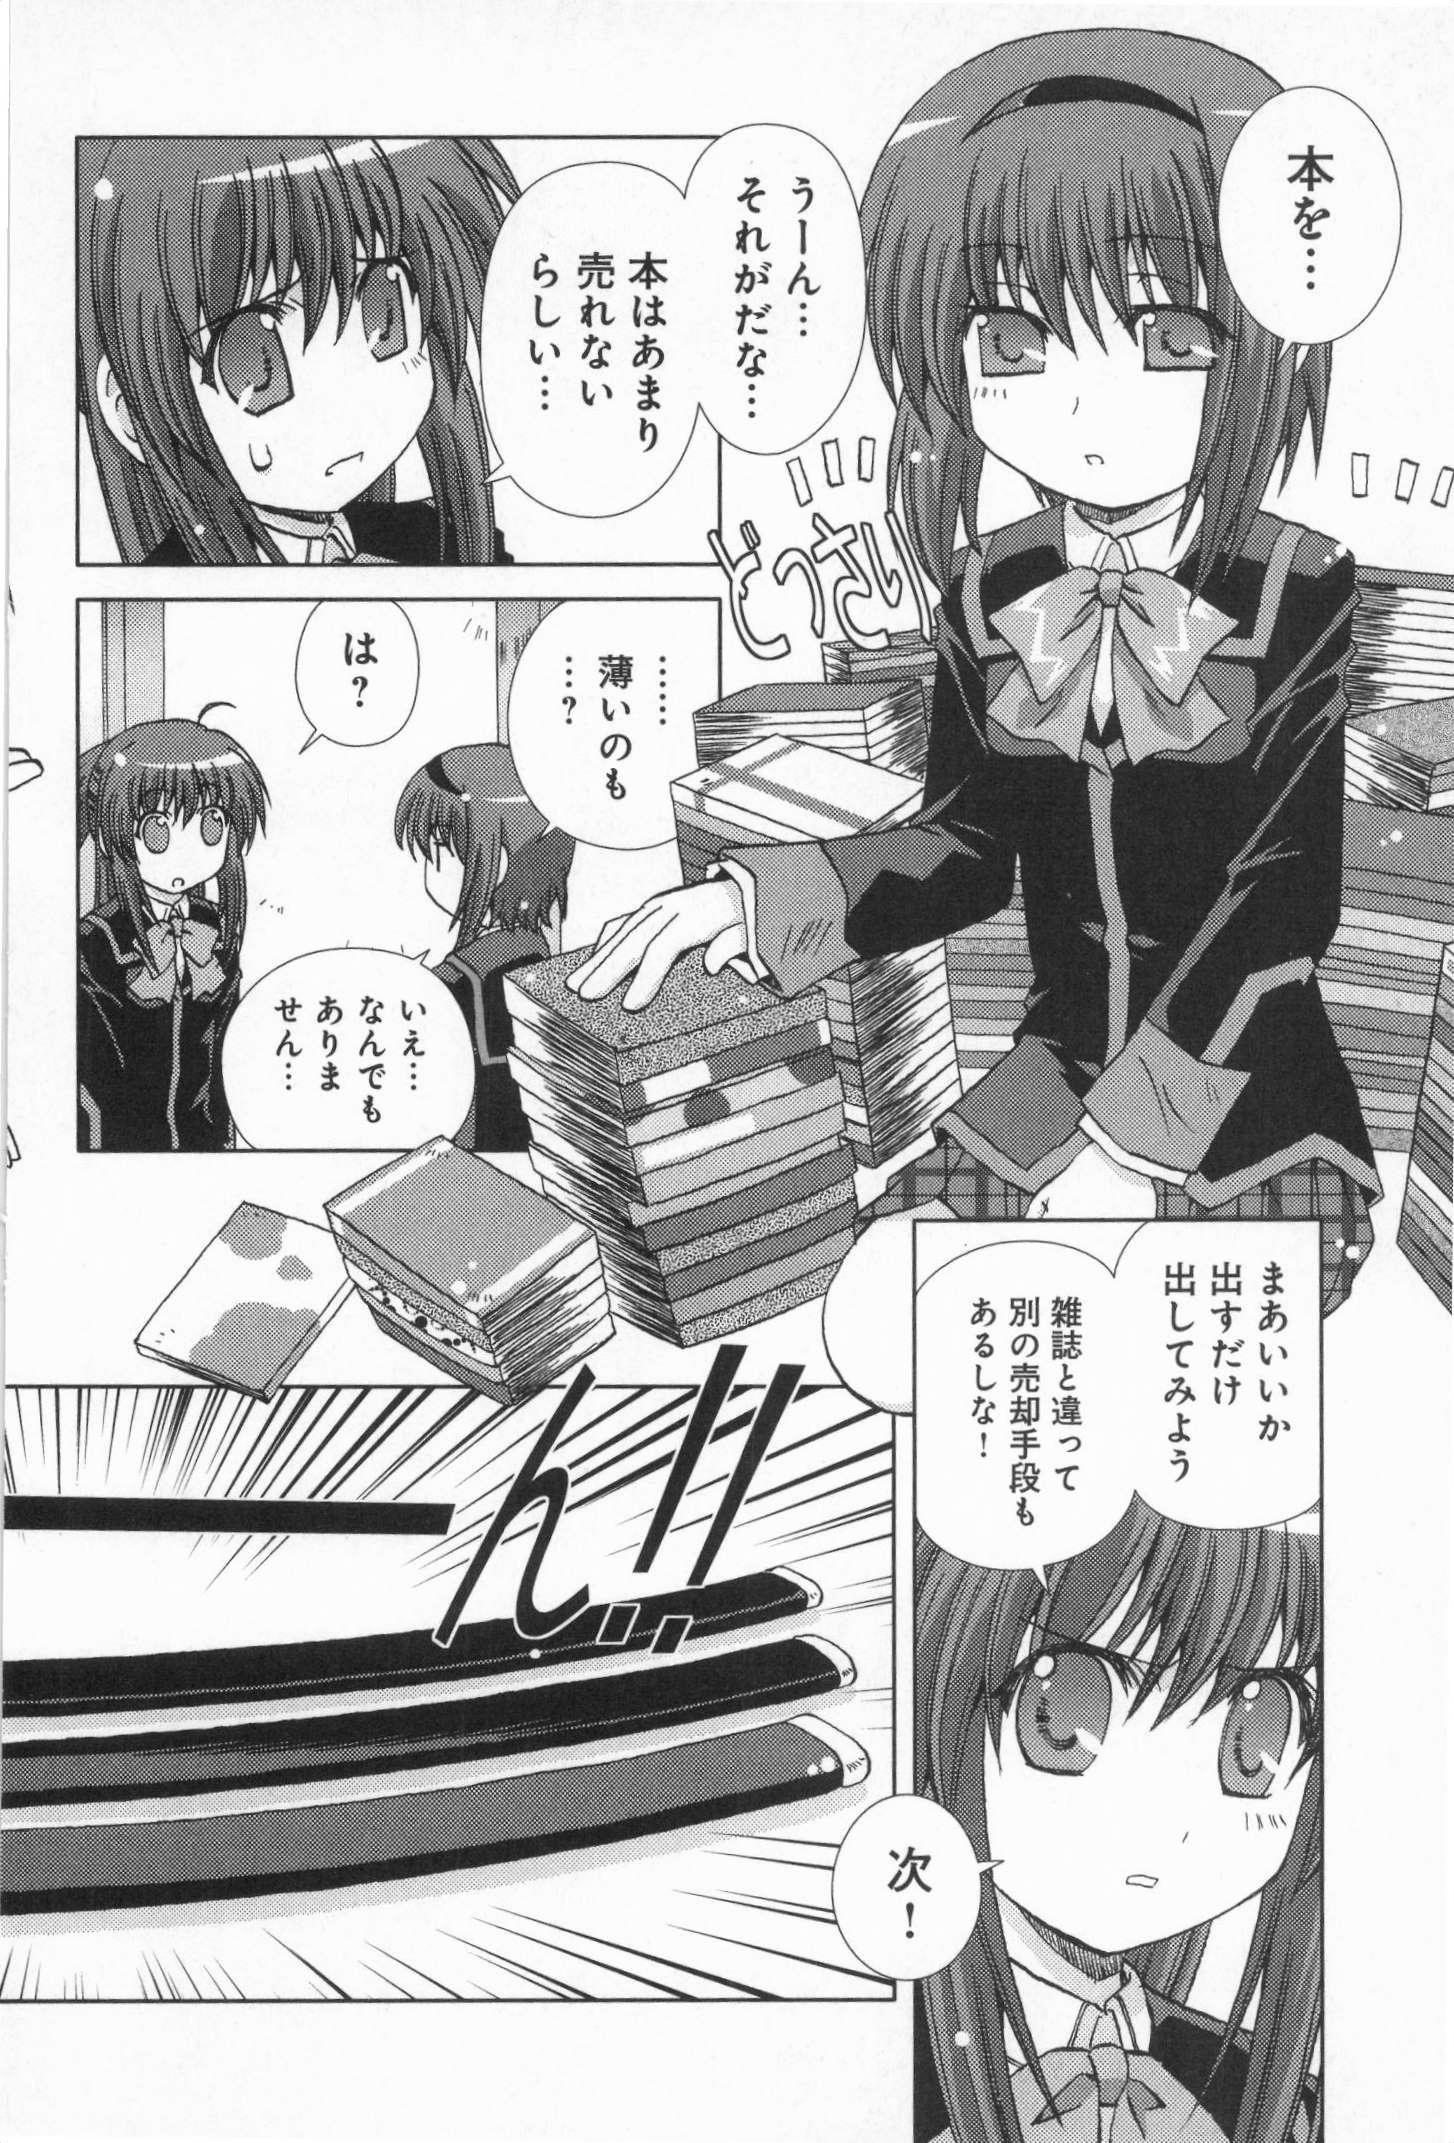 本を…
どっさり
うーん…
それがだな…
本はあまり
売れない
らしい…
……
薄いのも
…?
は?
いえ…
なんでも
ありま
せん…
まあいいか
出すだけ
出してみよう
雑誌と違って
別の売却手段も
あるしな!
次!
ん!!